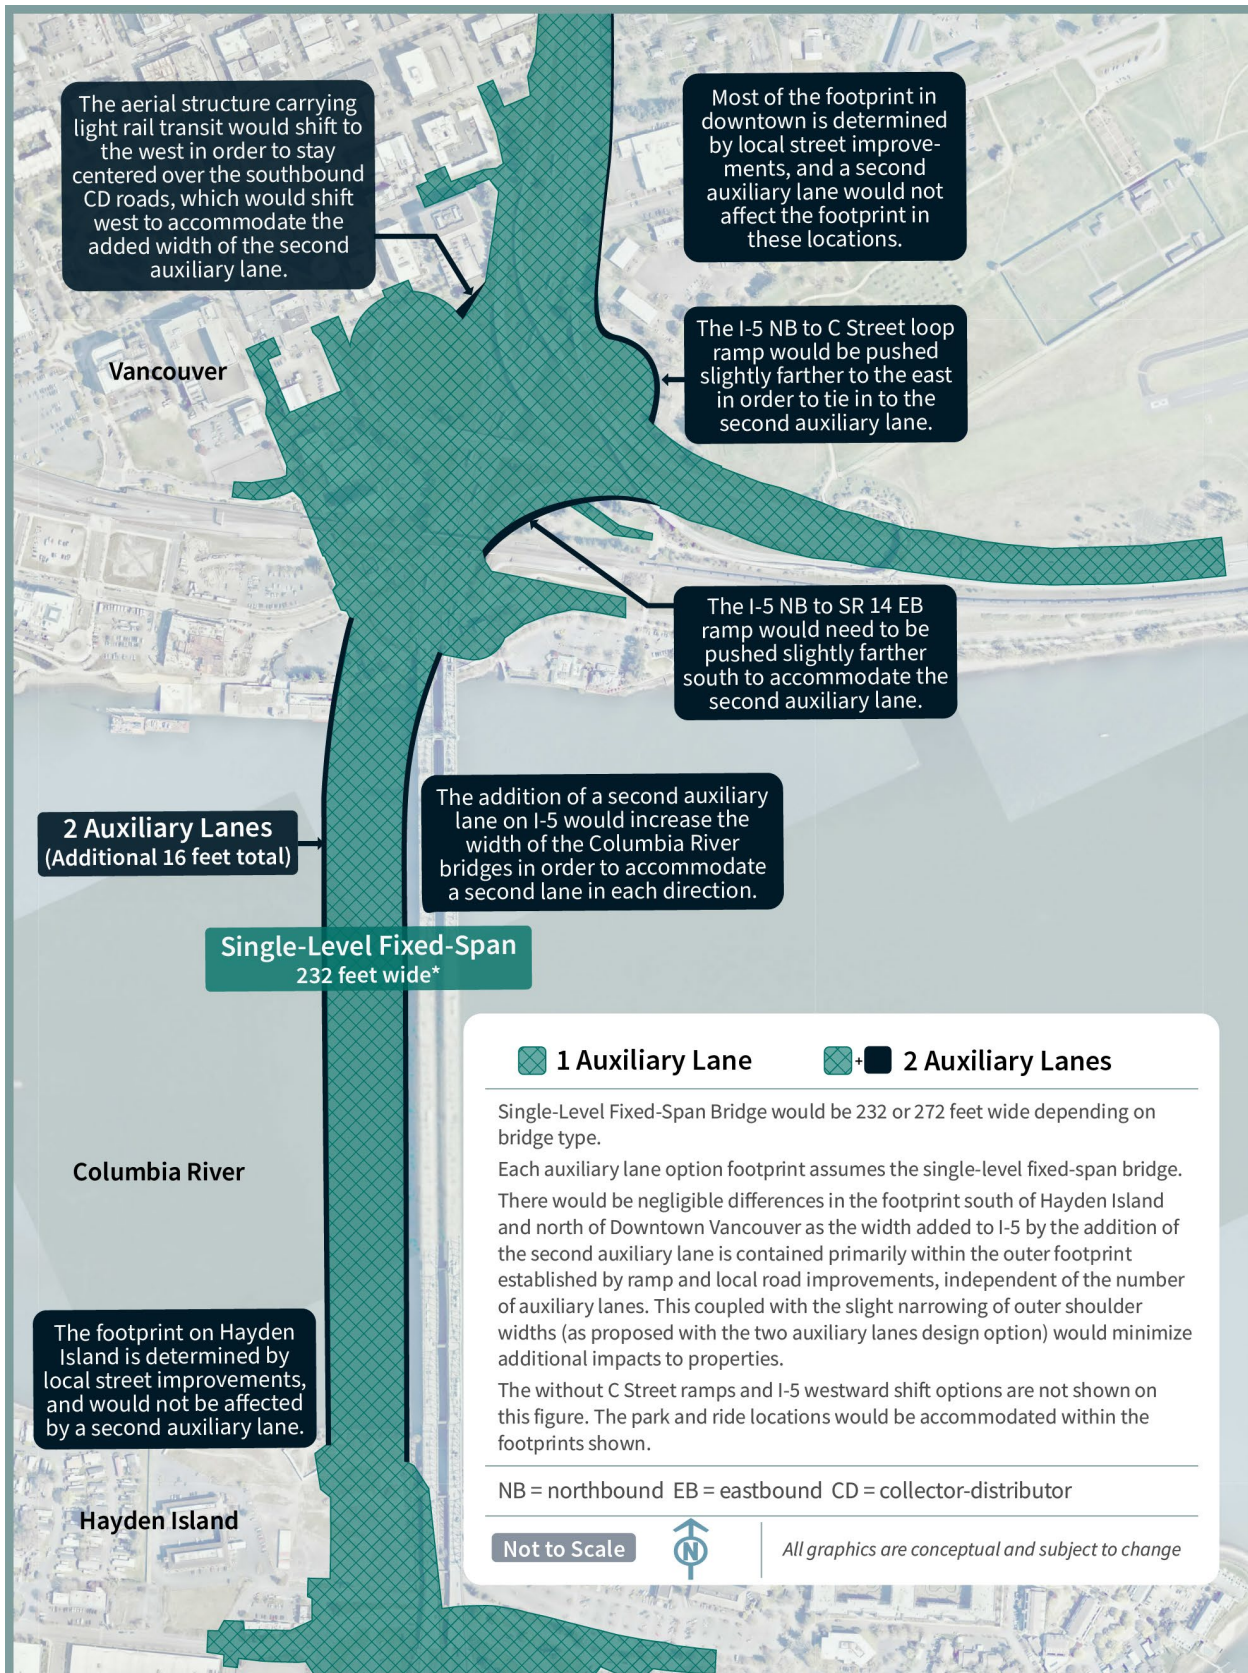 The aerial structure carrying
light rail transit would shift to
the west in order to stay
centered over the southbound
CD roads, which would shift
west to accommodate the
added width of the second
auxiliary lane.
Most of the footprint in
downtown is determined
by local street improve-
ments, and a second
auxiliary lane would not
affect the footprint in
these locations.
The I-5 NB to C Street loop
ramp would be pushed
slightly farther to the east
in order to tie in to the
second auxiliary lane.
Vancouver
The I-5 NB to SR 14 EB
ramp would need to be
pushed slightly farther
south to accommodate the
second auxiliary lane.
2 Auxiliary Lanes
(Additional 16 feet total)
The addition of a second auxiliary
lane on I-5 would increase the
width of the Columbia River
bridges in order to accommodate
a second lane in each direction.
Single-Level Fixed-Span
232 feet wide*
Columbia River
The footprint on Hayden
Island is determined by
local street improvements,
and would not be affected
by a second auxiliary lane.
Hayden Island
1 Auxiliary Lane
+ 2 Auxiliary Lanes
Single-Level Fixed-Span Bridge would be 232 or 272 feet wide depending on
bridge type.
Each auxiliary lane option footprint assumes the single-level fixed-span bridge.
There would be negligible differences in the footprint south of Hayden Island
and north of Downtown Vancouver as the width added to I-5 by the addition of
the second auxiliary lane is contained primarily within the outer footprint
established by ramp and local road improvements, independent of the number
of auxiliary lanes. This coupled with the slight narrowing of outer shoulder
widths (as proposed with the two auxiliary lanes design option) would minimize
additional impacts to properties.
The without C Street ramps and I-5 westward shift options are not shown on
this figure. The park and ride locations would be accommodated within the
footprints shown.
NB = northbound EB = eastbound CD = collector-distributor
Not to Scale
N
All graphics are conceptual and subject to change